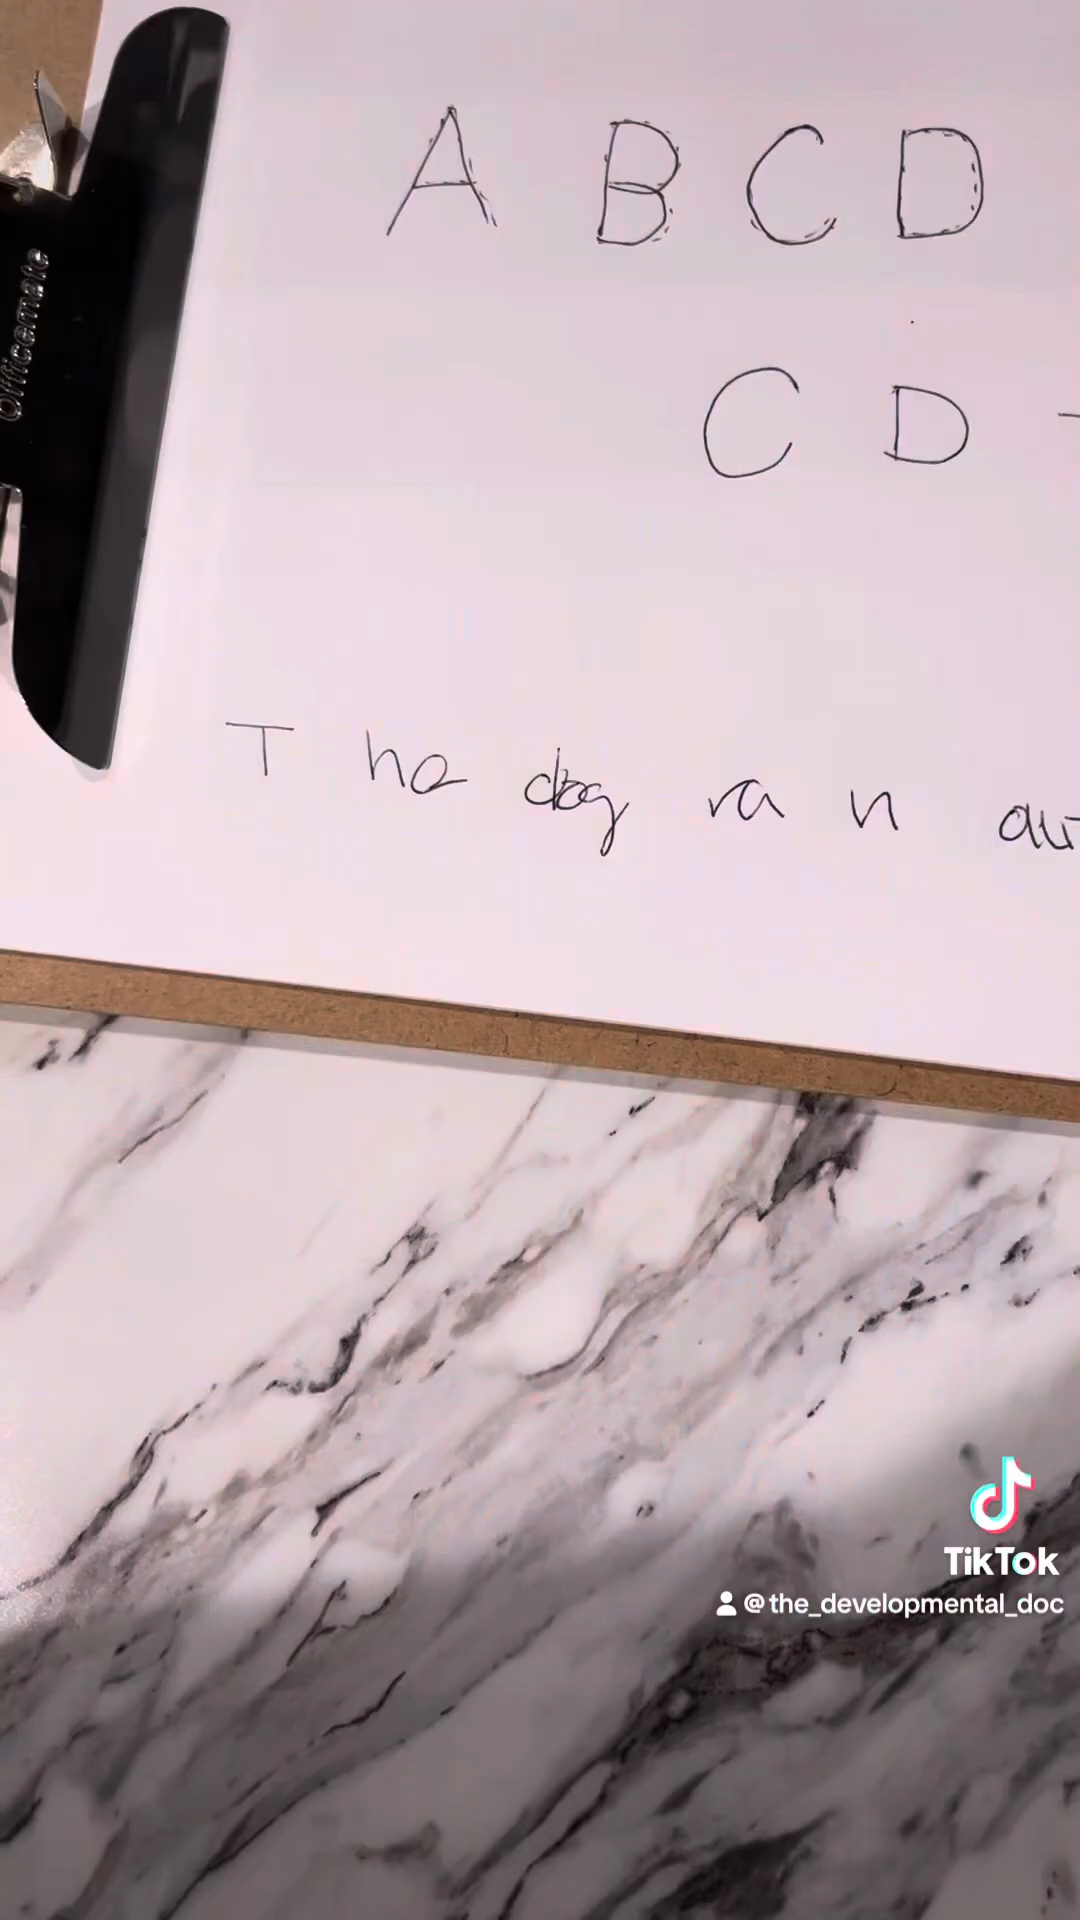 Officemate
A B C D
C D
T he dog ra n
TikTok
@the_developmental_doc